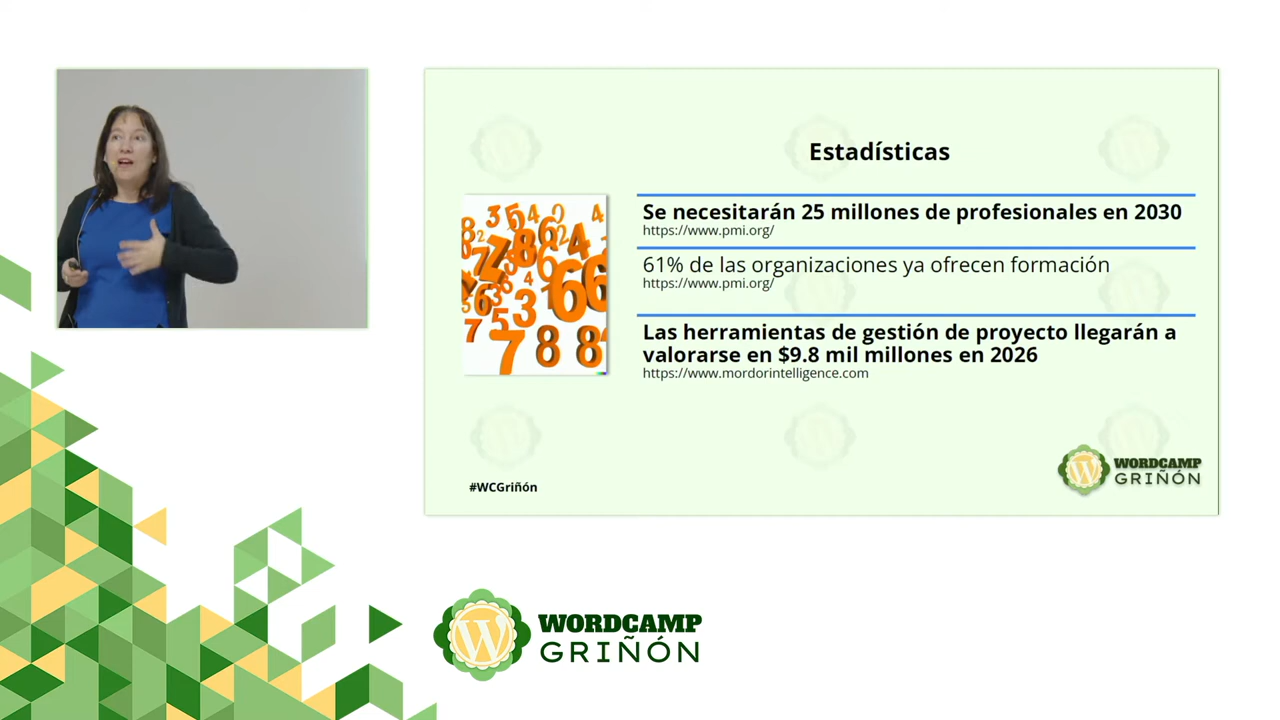 Estadísticas
Se necesitarán 25 millones de profesionales en 2030
https://www.pmi.org/
61% de las organizaciones ya ofrecen formación
https://www.pmi.org/
Las herramientas de gestión de proyecto llegarán a
valorarse en $9.8 mil millones en 2026
https://www.mordorintelligence.com
#WCGriñón
WORDCAMP
GRIÑÓN
WORDCAMP
GRIÑÓN